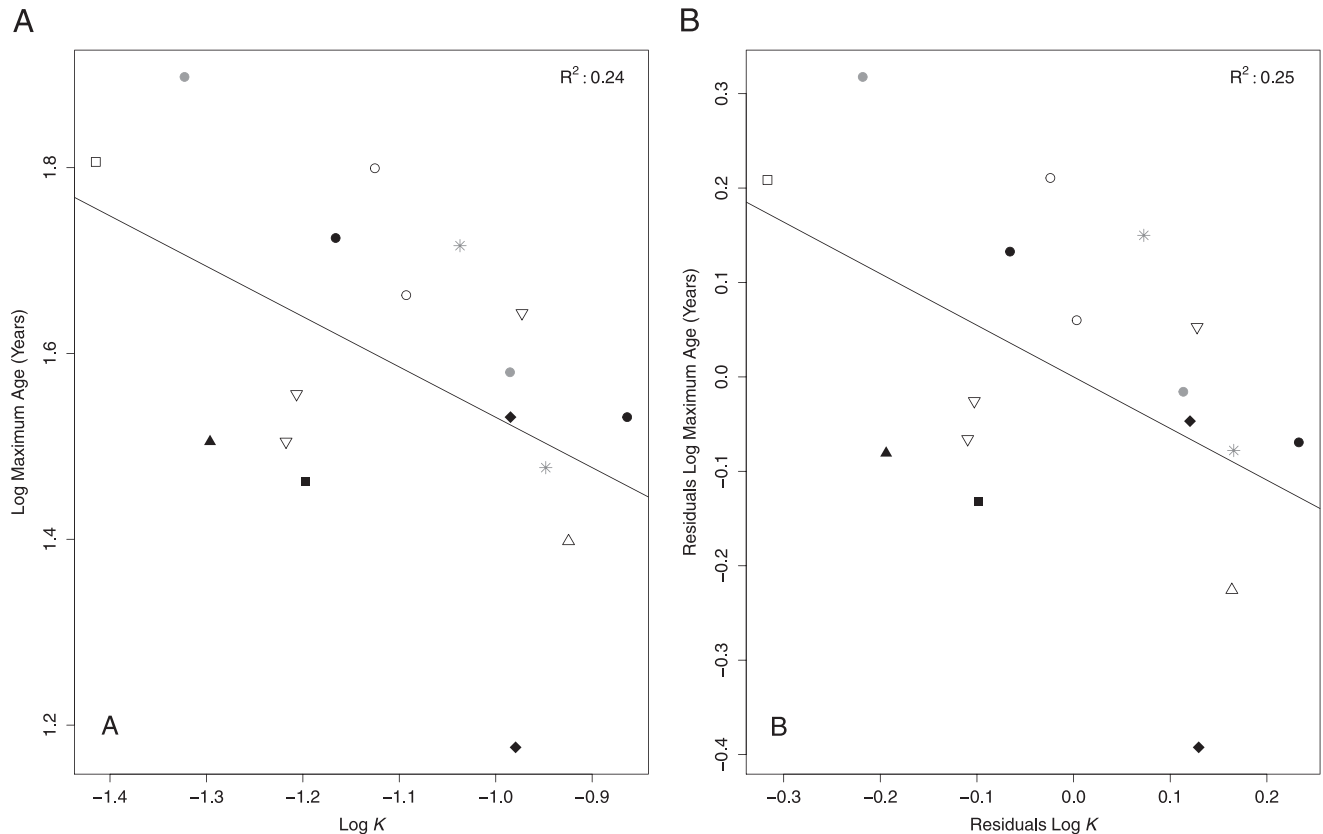 A
B
R²: 0.24
R²: 0.25
Log Maximum Age (Years)
1.8
1.6
1.4
1.2
A
−1.4 −1.3 −1.2 −1.1 −1.0 −0.9
Log K
Residuals Log Maximum Age (Years)
0.3
0.2
0.1
0.0
−0.1
−0.2
−0.3
−0.4
B
−0.3 −0.2 −0.1 0.0 0.1 0.2
Residuals Log K